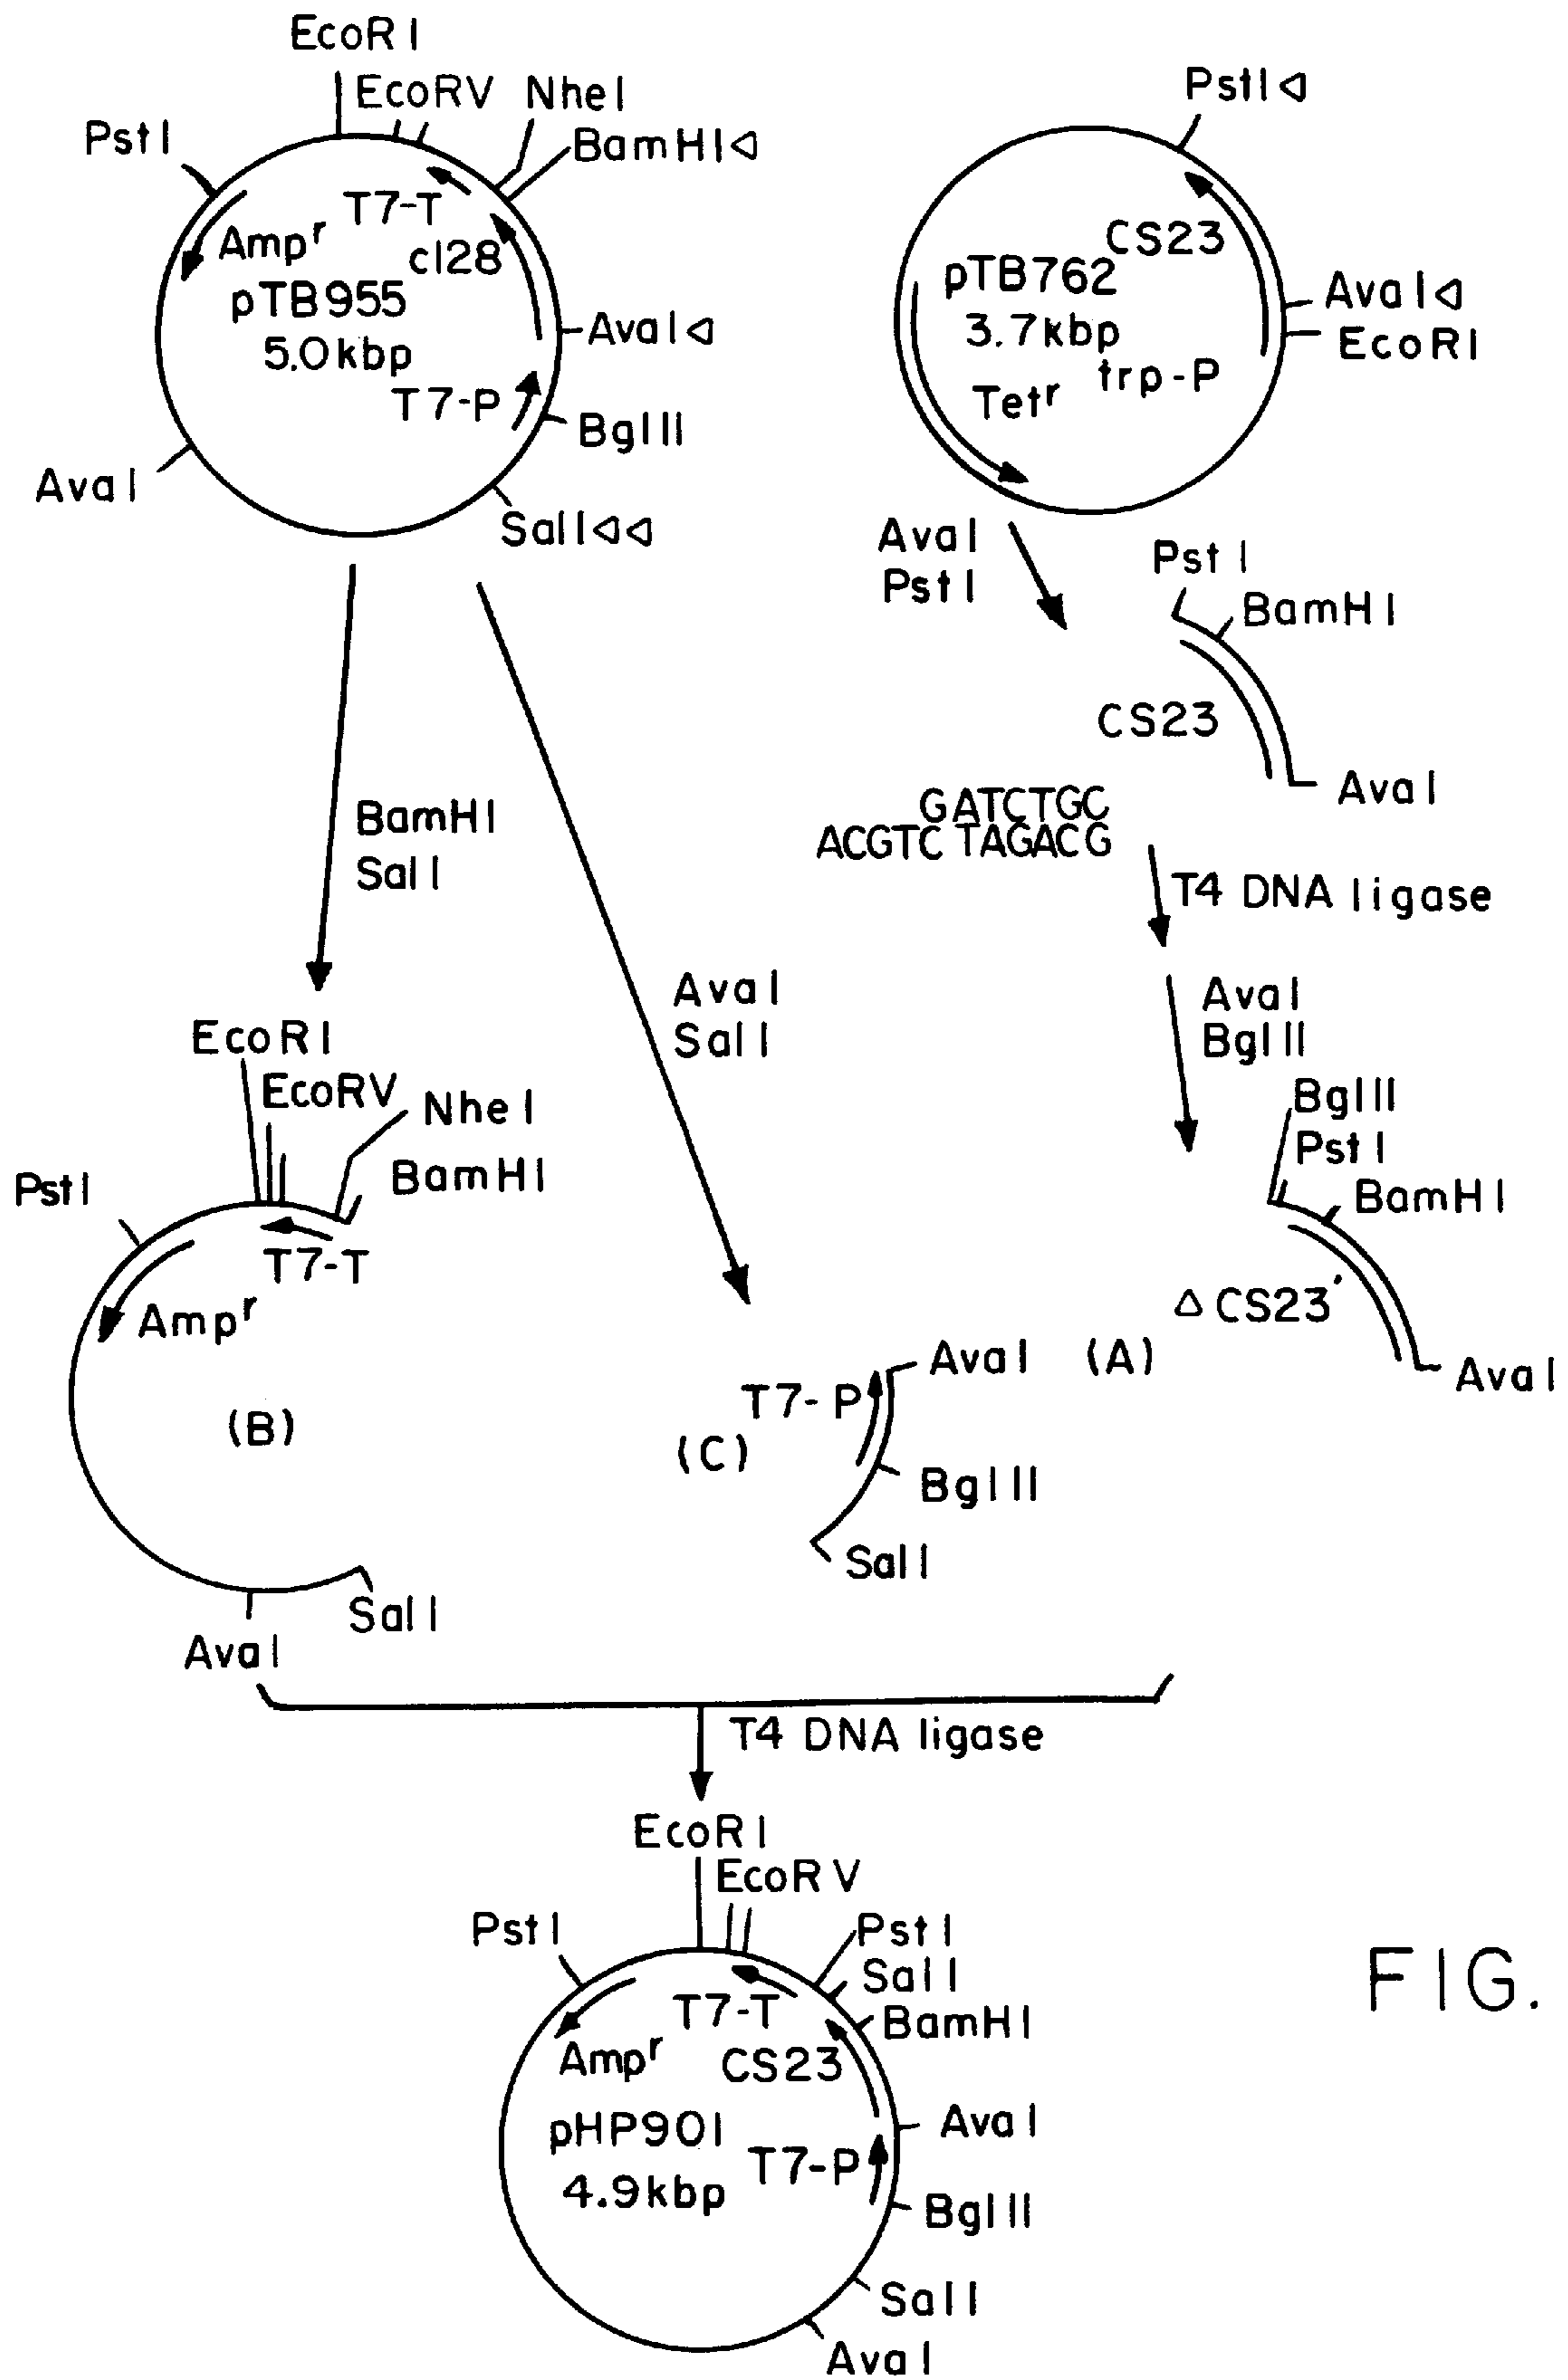 EcoRI
EcoRV
NheI
BamHI◁
PstI
T7-T
Ampʳ
cI28
pTB955
5.0kbp
AvaI◁
T7-P
BglII
AvaI
SalI◁◁
PstI◁
CS23
pTB762
3.7kbp
AvaI◁
EcoRI
trp-P
Tetʳ
AvaI
PstI
PstI
BamHI
CS23
AvaI
GATCTGC
ACGTC TAGACG
T4 DNA ligase
BamHI
SalI
AvaI
SalI
AvaI
BglII
EcoRI
EcoRV
NheI
BamHI
PstI
T7-T
Ampʳ
(B)
SalI
AvaI
BglII
PstI
BamHI
△ CS23'
(A)
AvaI
AvaI
T7-P
(C)
BglII
SalI
T4 DNA ligase
EcoRI
EcoRV
PstI
PstI
SalI
BamHI
T7-T
Ampʳ
CS23
pHP901
4.9kbp
AvaI
T7-P
BglII
SalI
AvaI
FIG.